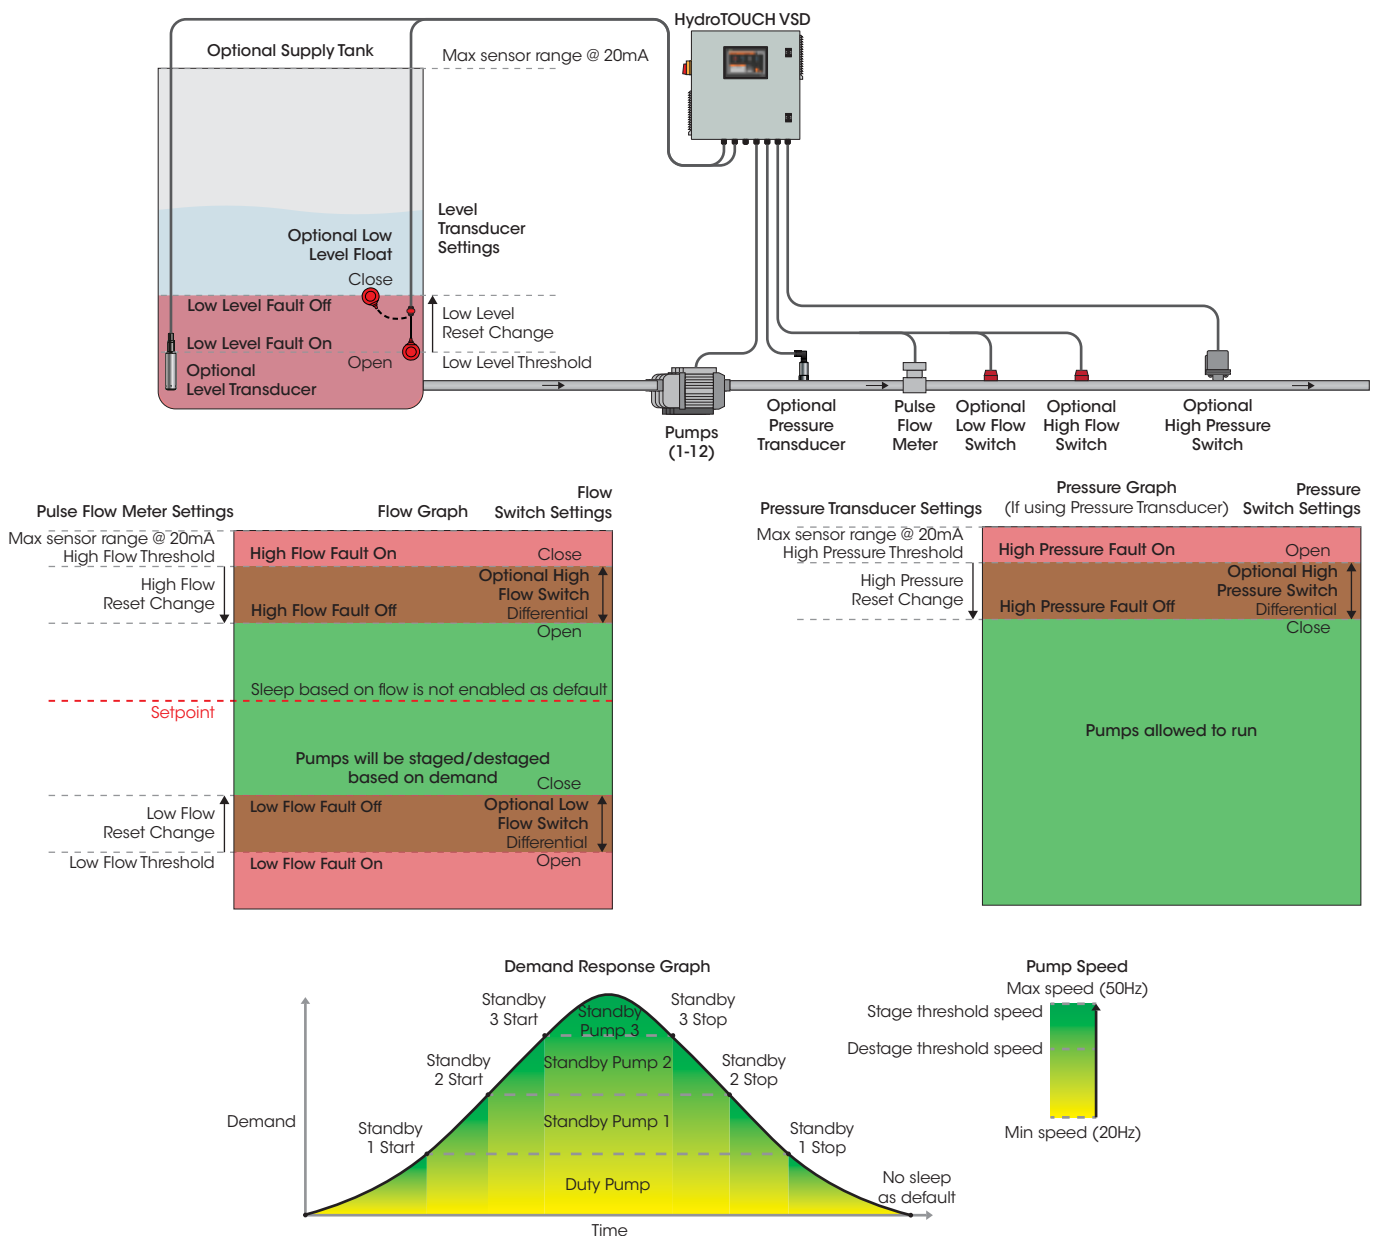 HydroTOUCH VSD
Optional Supply Tank
Max sensor range @ 20mA
Level
Transducer
Settings
Optional Low
Level Float
Close
Low Level Fault Off
Low Level
Reset Change
Low Level Fault On
Open
Low Level Threshold
Optional
Level Transducer
Pumps
(1-12)
Optional
Pressure
Transducer
Pulse
Flow
Meter
Optional
Low Flow
Switch
Optional
High Flow
Switch
Optional
High Pressure
Switch
Pulse Flow Meter Settings
Flow Graph
Flow
Switch Settings
Max sensor range @ 20mA
High Flow Threshold
High Flow
Reset Change
High Flow Fault On
Close
Optional High
Flow Switch
Differential
High Flow Fault Off
Open
Sleep based on flow is not enabled as default
Setpoint
Pumps will be staged/destaged
based on demand
Close
Low Flow Fault Off
Optional Low
Flow Switch
Differential
Low Flow
Reset Change
Low Flow Threshold
Low Flow Fault On
Open
Pressure Transducer Settings
Pressure Graph
(If using Pressure Transducer)
Pressure
Switch Settings
Max sensor range @ 20mA
High Pressure Threshold
High Pressure
Reset Change
High Pressure Fault On
Open
Optional High
Pressure Switch
Differential
High Pressure Fault Off
Close
Pumps allowed to run
Demand Response Graph
Standby
3 Start
Standby
Pump 3
Standby
3 Stop
Standby
2 Start
Standby Pump 2
Standby
2 Stop
Standby
1 Start
Standby Pump 1
Standby
1 Stop
Demand
Duty Pump
No sleep
as default
Time
Pump Speed
Max speed (50Hz)
Stage threshold speed
Destage threshold speed
Min speed (20Hz)